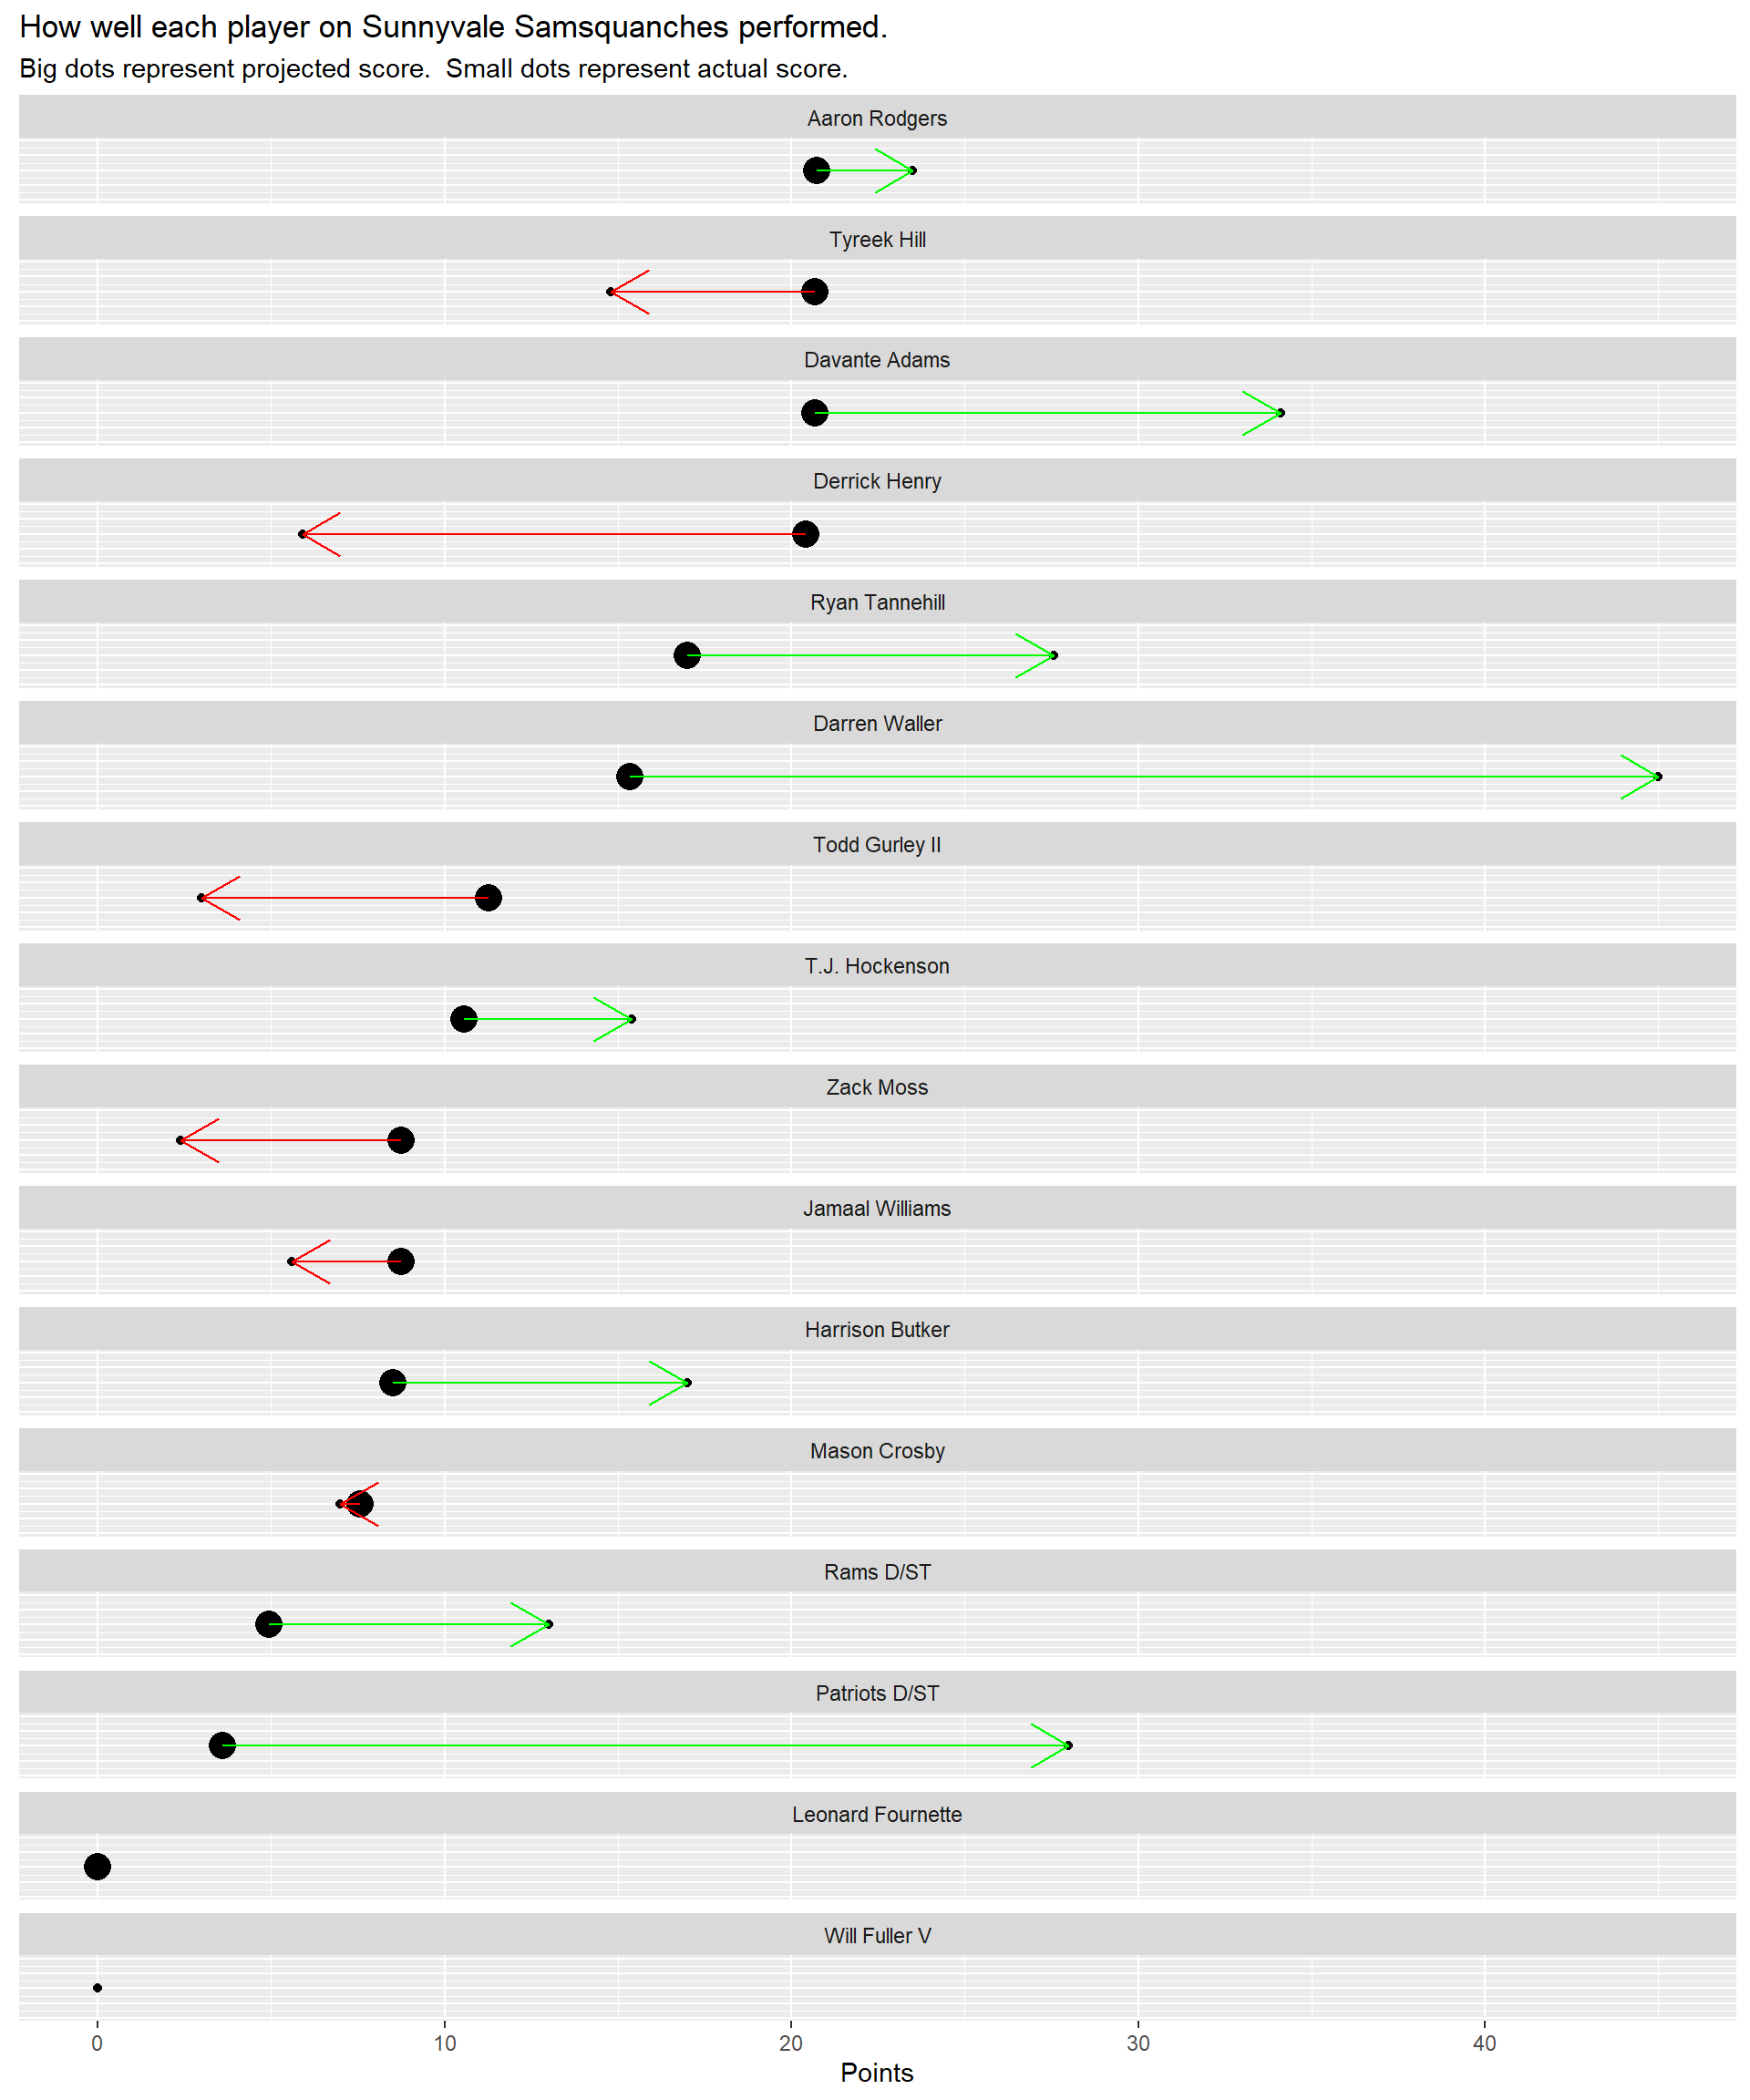 How well each player on Sunnyvale Samsquanches performed.
Big dots represent projected score.  Small dots represent actual score.
Aaron Rodgers
Tyreek Hill
Davante Adams
Derrick Henry
Ryan Tannehill
Darren Waller
Todd Gurley II
T.J. Hockenson
Zack Moss
Jamaal Williams
Harrison Butker
Mason Crosby
Rams D/ST
Patriots D/ST
Leonard Fournette
Will Fuller V
0 10 20 30 40
Points